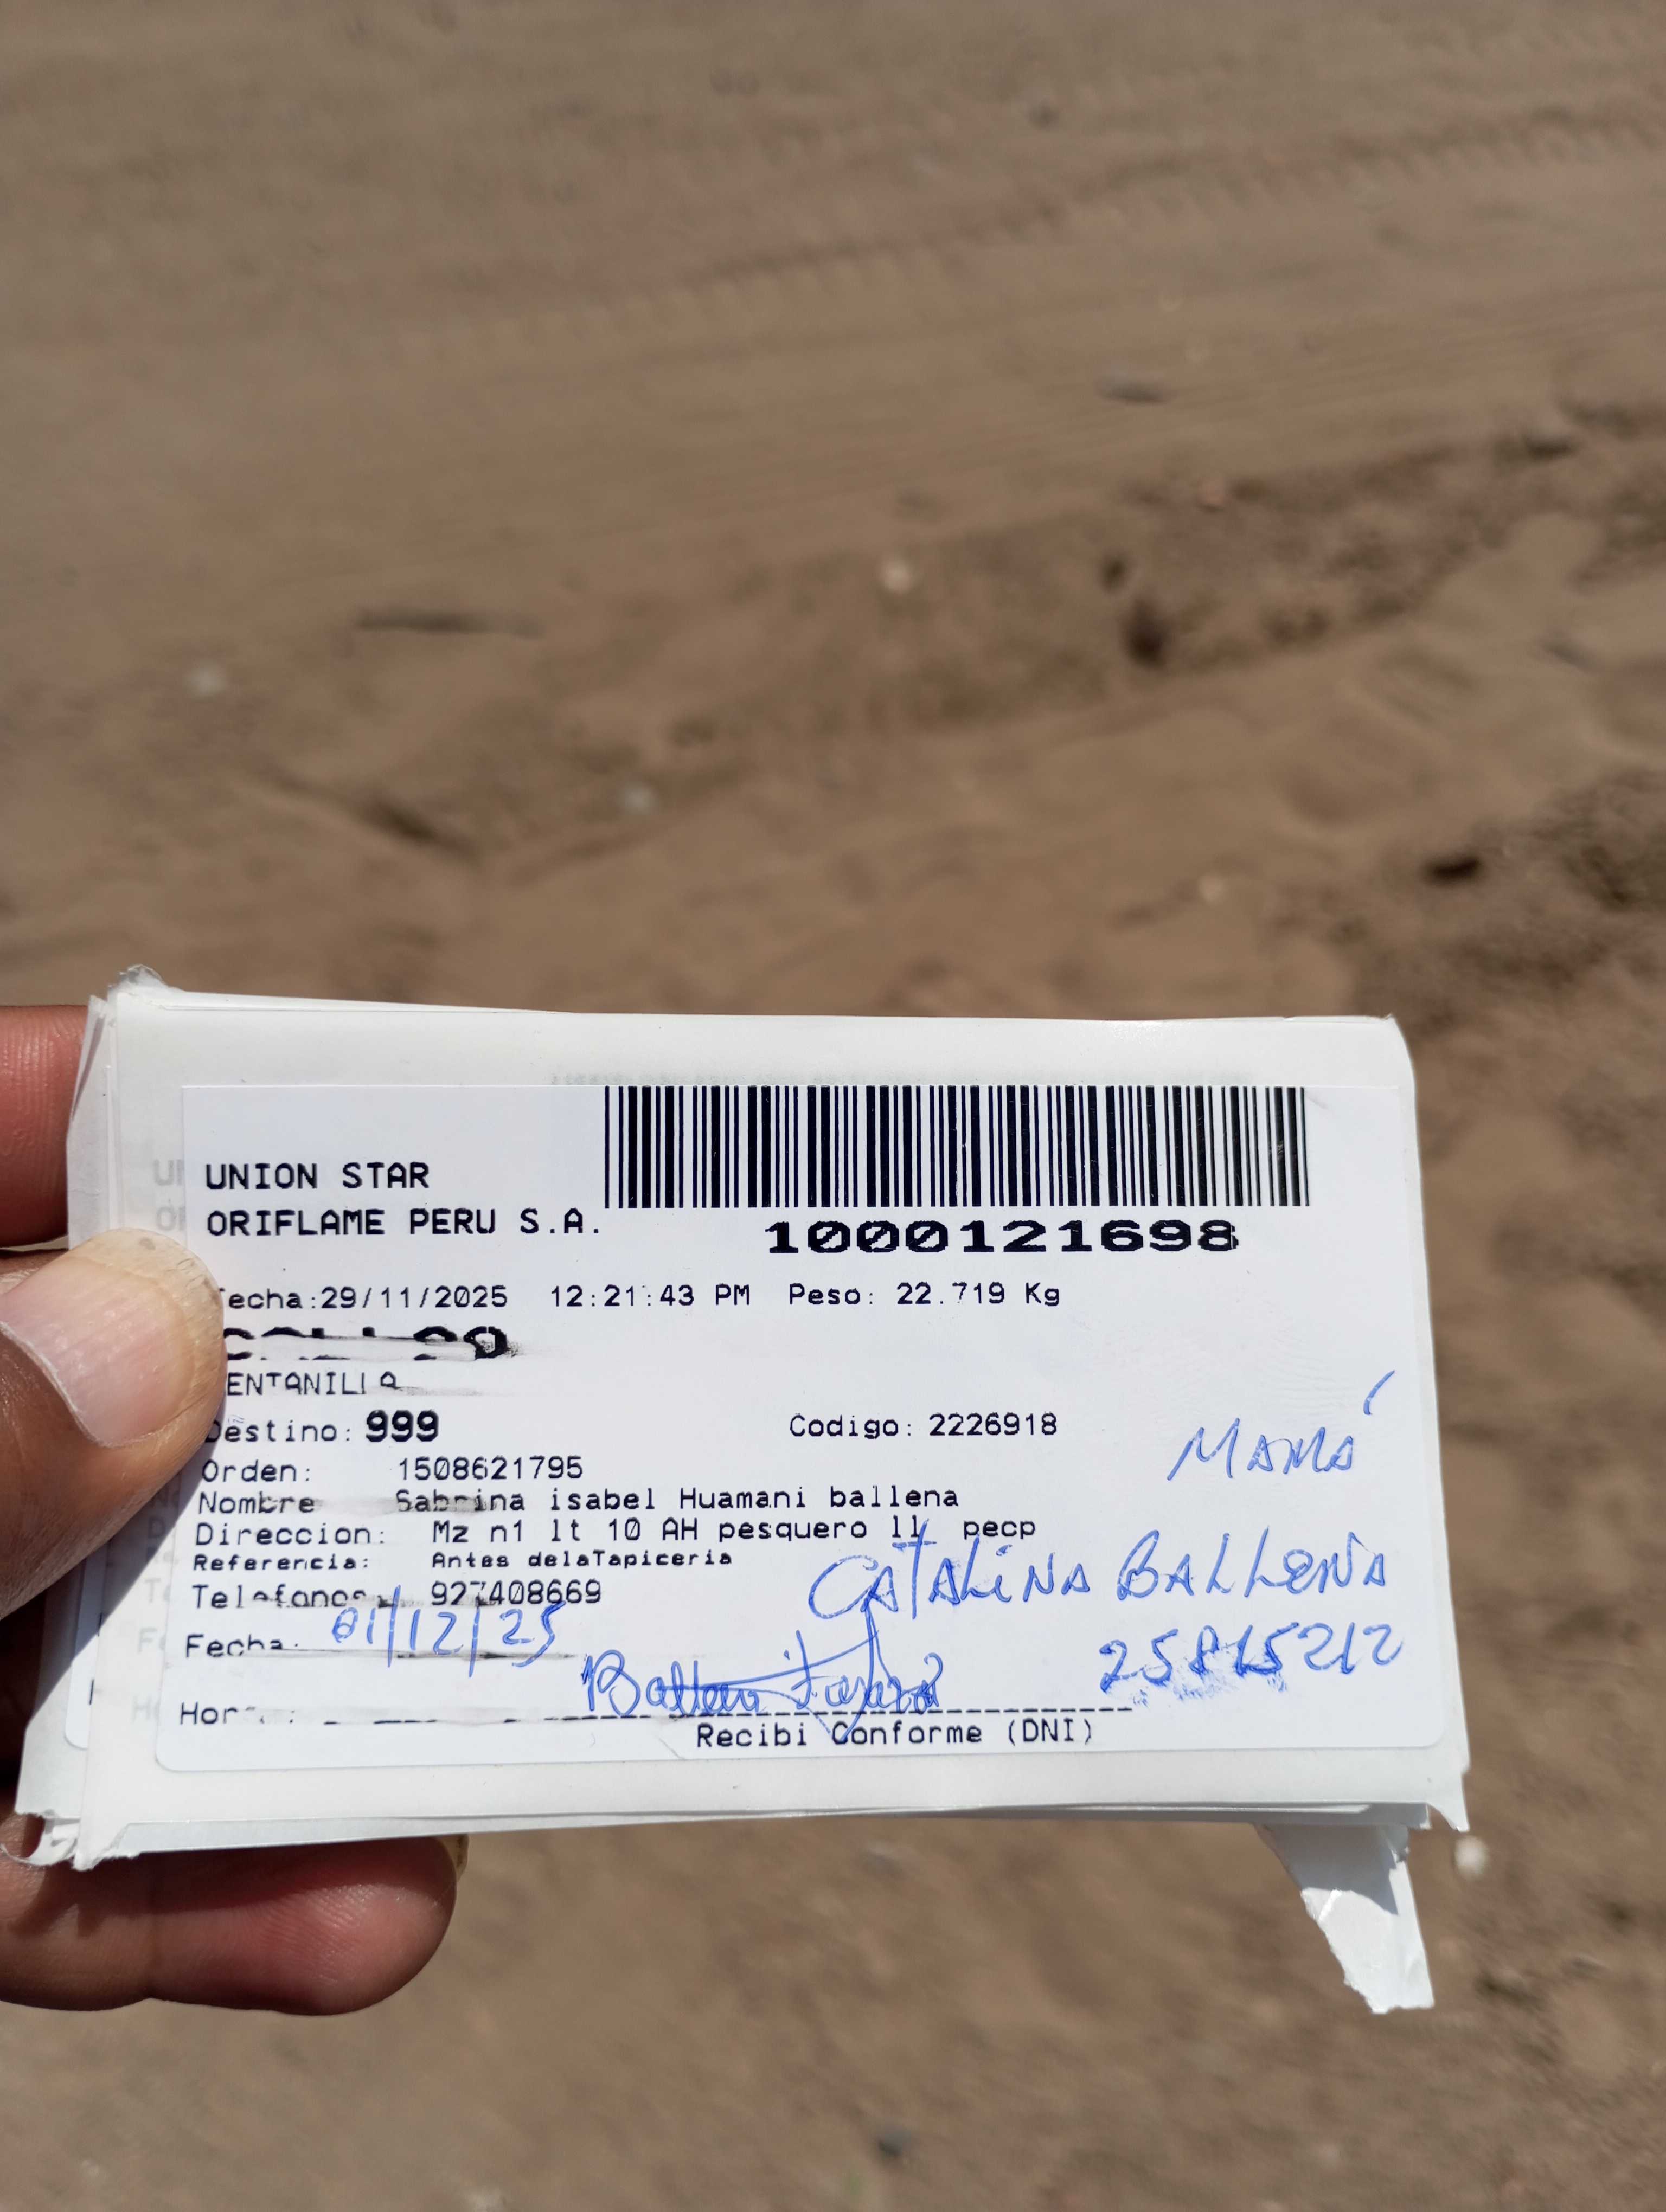 UNION STAR
ORIFLAME PERU S.A.
1000121698
Fecha:29/11/2025 12:21:43 PM Peso: 22.719 Kg
ENTANILLA
Destino: 999 Codigo: 2226918
MAMÁ
Orden: 1508621795
Nombre Sabrina isabel Huamani ballena
Direccion: Mz n1 lt 10 AH pesquero ll pecp
Referencia: Antes delaTapiceria
CATALINA BALLENA
Telefonos 927408669
Fecha: 01/12/25
25815212
Hora :
Recibi Conforme (DNI)